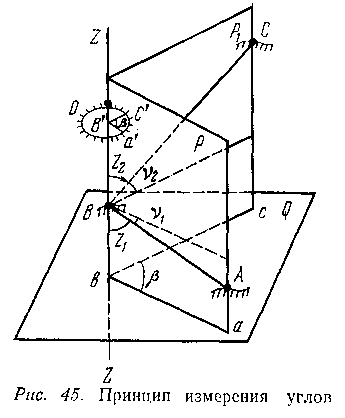 Z
P₁ C
D
B' β C'
a'
P
Z₂ ν₂
B ν₁
Z₁
c Q
A
в β
a
Z
Рис. 45. Принцип измерения углов